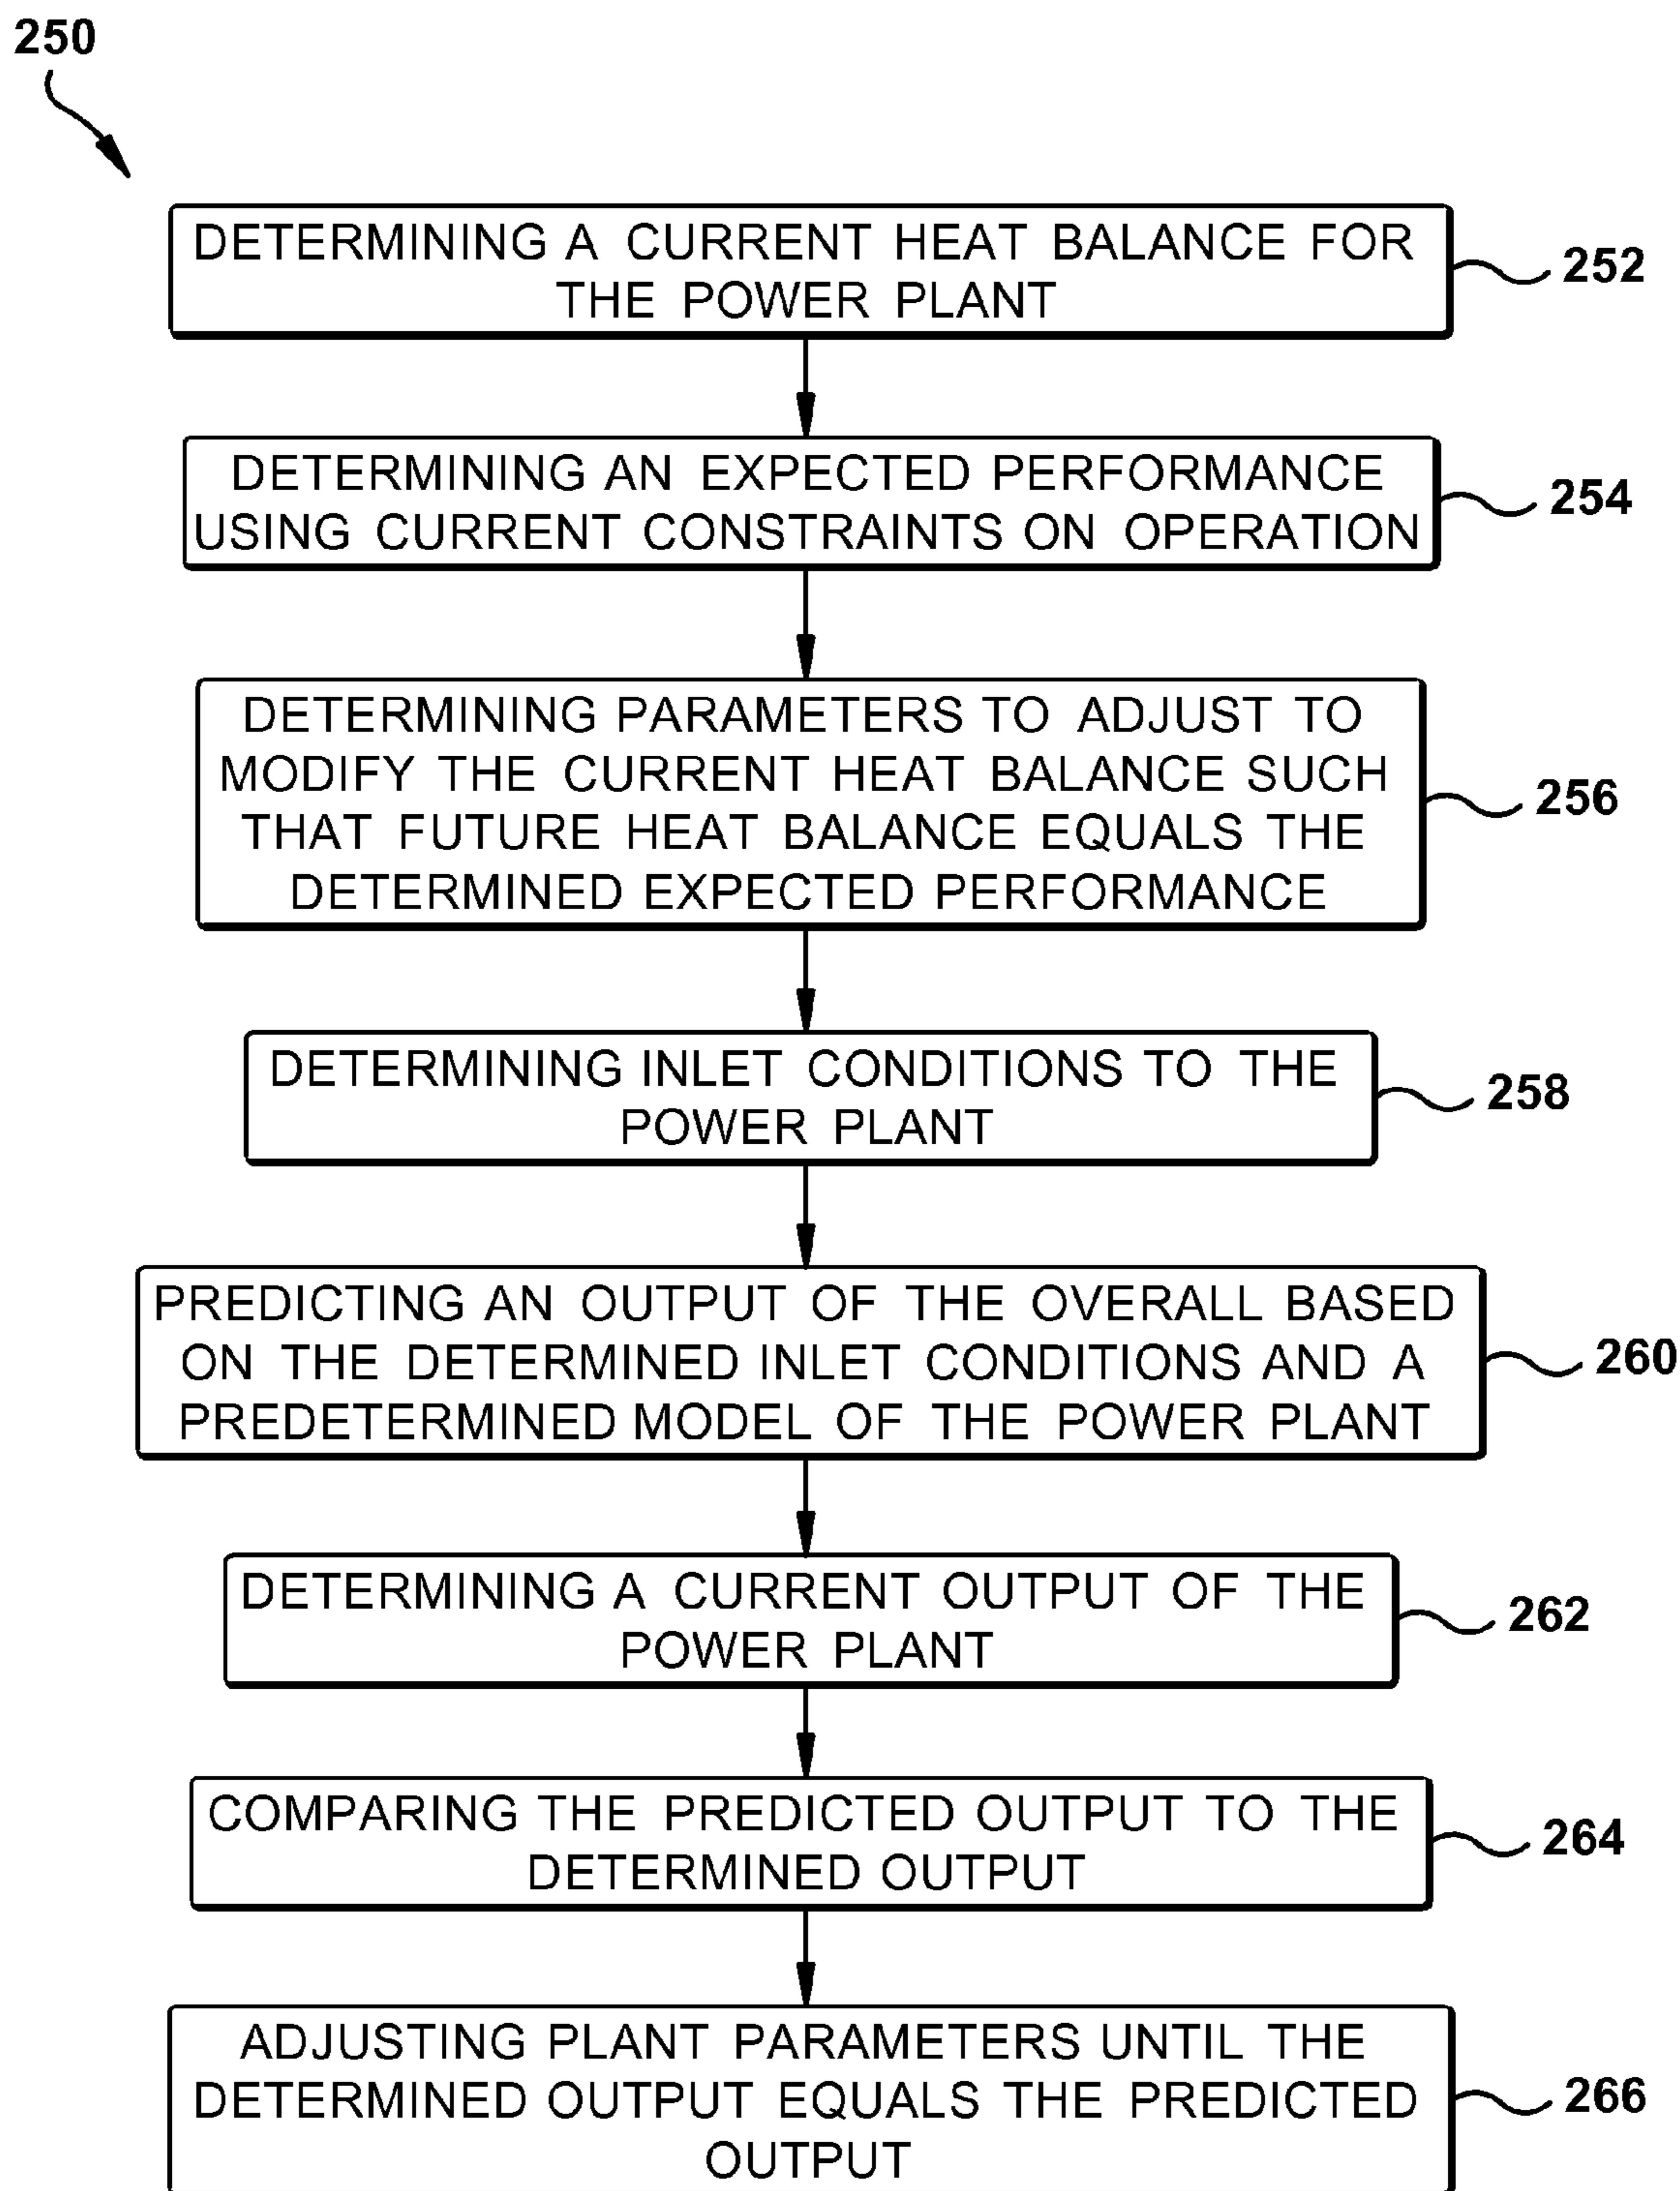 250
DETERMINING A CURRENT HEAT BALANCE FOR
THE POWER PLANT
252
DETERMINING AN EXPECTED PERFORMANCE
USING CURRENT CONSTRAINTS ON OPERATION
254
DETERMINING PARAMETERS TO ADJUST TO
MODIFY THE CURRENT HEAT BALANCE SUCH
THAT FUTURE HEAT BALANCE EQUALS THE
DETERMINED EXPECTED PERFORMANCE
256
DETERMINING INLET CONDITIONS TO THE
POWER PLANT
258
PREDICTING AN OUTPUT OF THE OVERALL BASED
ON THE DETERMINED INLET CONDITIONS AND A
PREDETERMINED MODEL OF THE POWER PLANT
260
DETERMINING A CURRENT OUTPUT OF THE
POWER PLANT
262
COMPARING THE PREDICTED OUTPUT TO THE
DETERMINED OUTPUT
264
ADJUSTING PLANT PARAMETERS UNTIL THE
DETERMINED OUTPUT EQUALS THE PREDICTED
OUTPUT
266